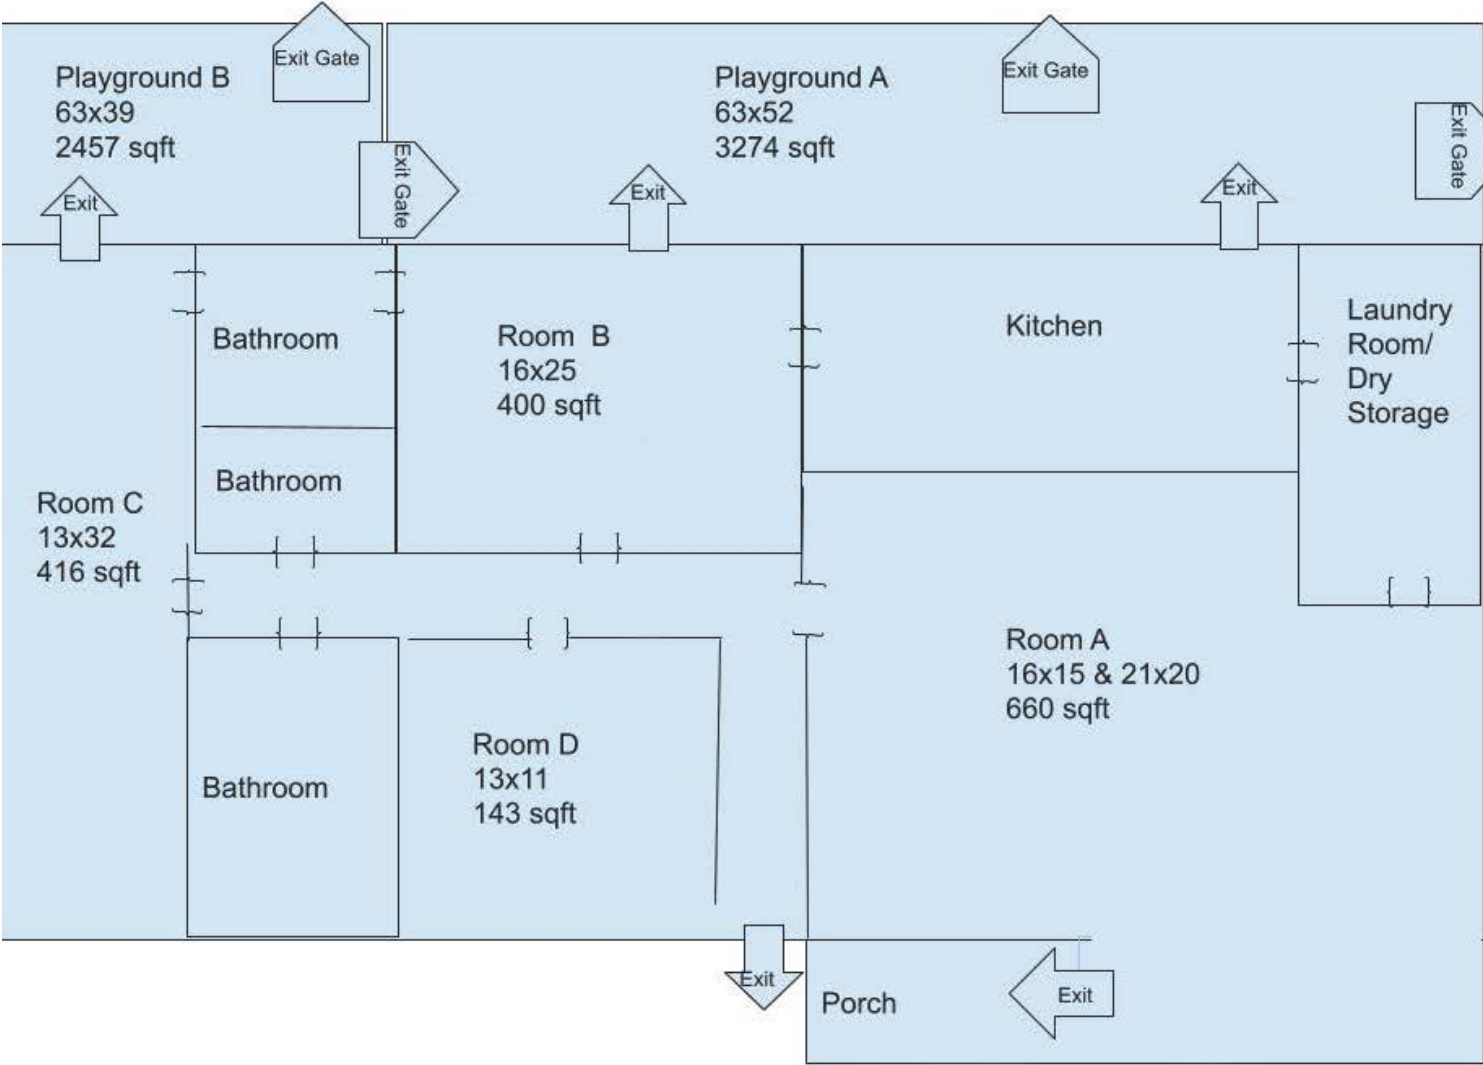 Exit Gate
Playground B
63x39
2457 sqft
Exit
Exit Gate
Playground A
63x52
3274 sqft
Exit Gate
Exit Gate
Exit
Exit
Bathroom
Bathroom
Room B
16x25
400 sqft
Kitchen
Laundry
Room/
Dry
Storage
Room C
13x32
416 sqft
Room A
16x15 & 21x20
660 sqft
Bathroom
Room D
13x11
143 sqft
Exit
Porch
Exit